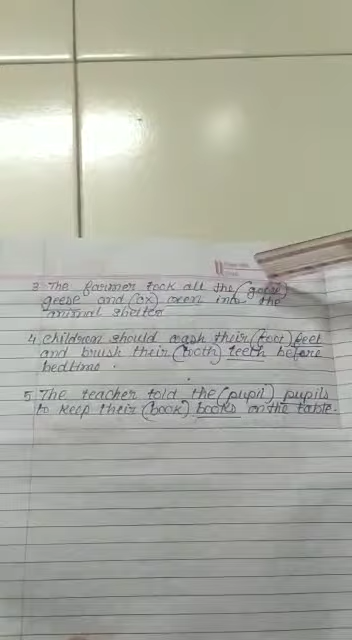 3 The farmer took all the (goose)
geese and (ox) oxen into the
animal shelter
4 Children should wash their (foot) feet
and brush their (tooth) teeth before
bedtime .
5 The teacher told the (pupil) pupils
to keep their (book) books on the table.